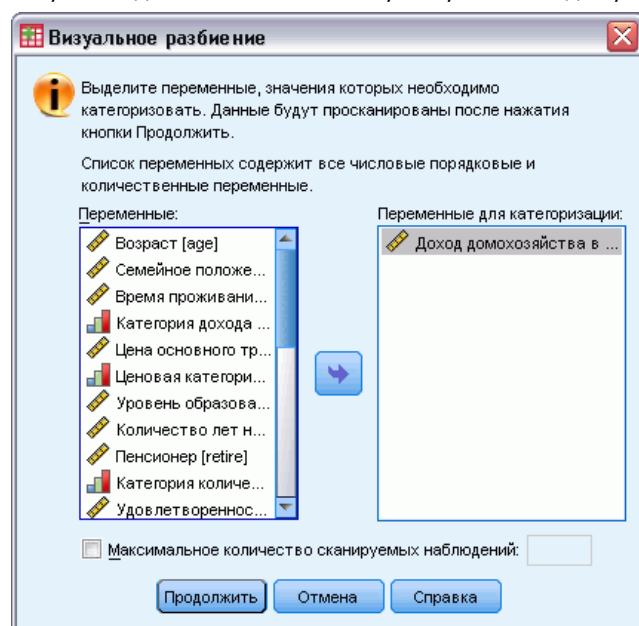 Визуальное разбиение
Выделите переменные, значения которых необходимо
категоризовать. Данные будут просканированы после нажатия
кнопки Продолжить.
Список переменных содержит все числовые порядковые и
количественные переменные.
Переменные:
Возраст [age]
Семейное положе...
Время проживани...
Категория дохода ...
Цена основного тр...
Ценовая категори...
Уровень образова...
Количество лет н...
Пенсионер [retire]
Категория количе...
Удовлетвореннос...
Переменные для категоризации:
Доход домохозяйства в ...
Максимальное количество сканируемых наблюдений:
Продолжить
Отмена
Справка